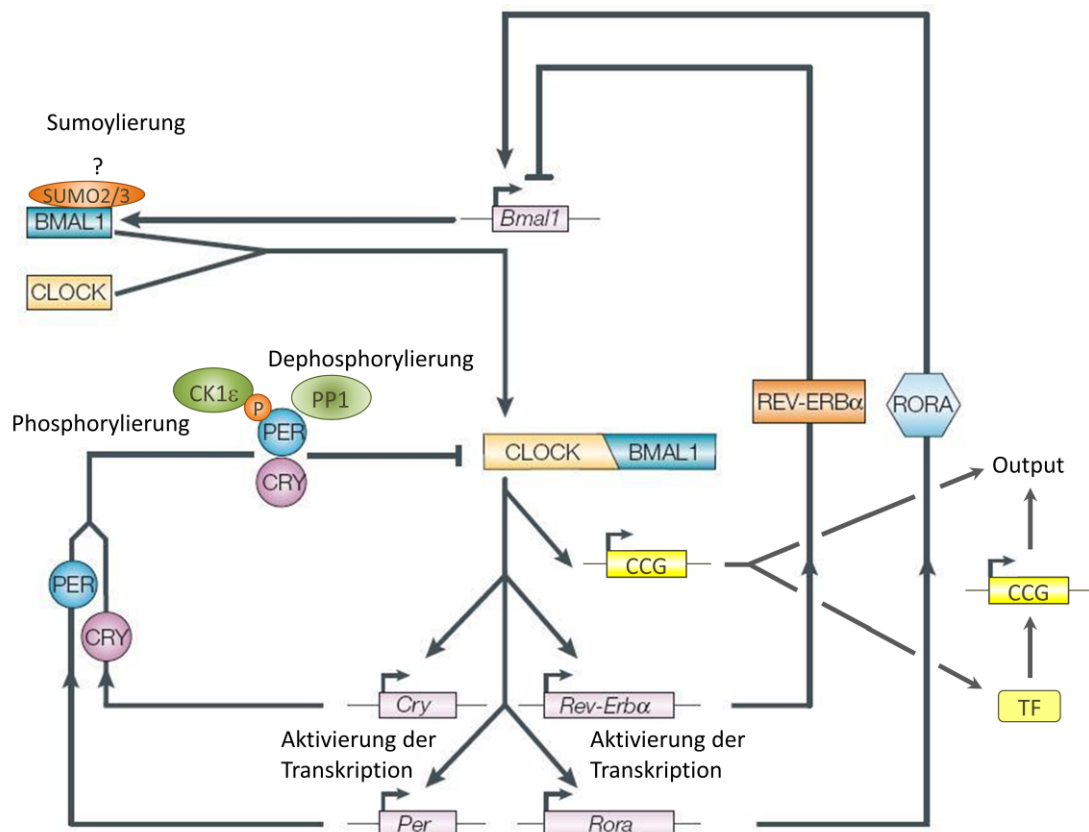 Sumoylierung
?
SUMO2/3
BMAL1
Bmal1
CLOCK
Dephosphorylierung
CK1ε
PP1
P
PER
Phosphorylierung
CRY
REV-ERBα
RORA
CLOCK
BMAL1
Output
CCG
PER
CCG
CRY
Cry
Rev-Erbα
TF
Aktivierung der
Transkription
Aktivierung der
Transkription
Per
Rora